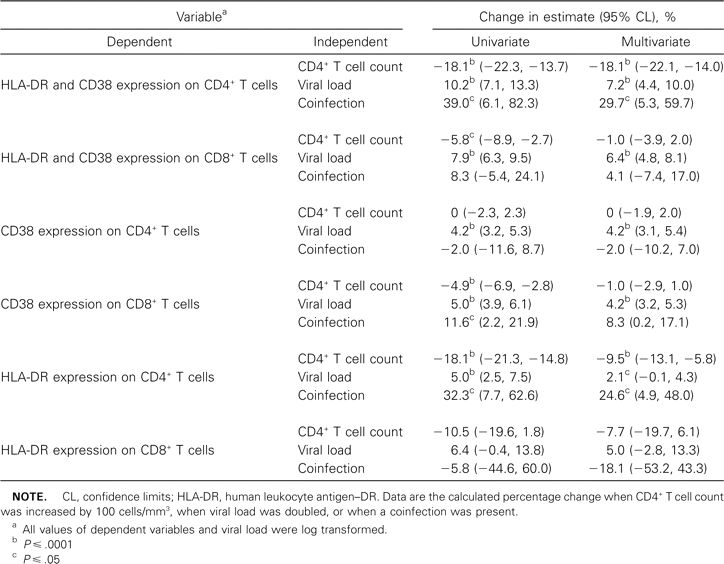 Variableᵃ Change in estimate (95% CL), %
Dependent Independent Univariate Multivariate
CD4⁺ T cell count −18.1ᵇ (−22.3, −13.7) −18.1ᵇ (−22.1, −14.0)
HLA-DR and CD38 expression on CD4⁺ T cells Viral load 10.2ᵇ (7.1, 13.3) 7.2ᵇ (4.4, 10.0)
Coinfection 39.0ᶜ (6.1, 82.3) 29.7ᶜ (5.3, 59.7)
CD4⁺ T cell count −5.8ᶜ (−8.9, −2.7) −1.0 (−3.9, 2.0)
HLA-DR and CD38 expression on CD8⁺ T cells Viral load 7.9ᵇ (6.3, 9.5) 6.4ᵇ (4.8, 8.1)
Coinfection 8.3 (−5.4, 24.1) 4.1 (−7.4, 17.0)
CD4⁺ T cell count 0 (−2.3, 2.3) 0 (−1.9, 2.0)
CD38 expression on CD4⁺ T cells Viral load 4.2ᵇ (3.2, 5.3) 4.2ᵇ (3.1, 5.4)
Coinfection −2.0 (−11.6, 8.7) −2.0 (−10.2, 7.0)
CD4⁺ T cell count −4.9ᵇ (−6.9, −2.8) −1.0 (−2.9, 1.0)
CD38 expression on CD8⁺ T cells Viral load 5.0ᵇ (3.9, 6.1) 4.2ᵇ (3.2, 5.3)
Coinfection 11.6ᶜ (2.2, 21.9) 8.3 (0.2, 17.1)
CD4⁺ T cell count −18.1ᵇ (−21.3, −14.8) −9.5ᵇ (−13.1, −5.8)
HLA-DR expression on CD4⁺ T cells Viral load 5.0ᵇ (2.5, 7.5) 2.1ᶜ (−0.1, 4.3)
Coinfection 32.3ᶜ (7.7, 62.6) 24.6ᶜ (4.9, 48.0)
CD4⁺ T cell count −10.5 (−19.6, 1.8) −7.7 (−19.7, 6.1)
HLA-DR expression on CD8⁺ T cells Viral load 6.4 (−0.4, 13.8) 5.0 (−2.8, 13.3)
Coinfection −5.8 (−44.6, 60.0) −18.1 (−53.2, 43.3)
NOTE. CL, confidence limits; HLA-DR, human leukocyte antigen–DR. Data are the calculated percentage change when CD4⁺ T cell count
was increased by 100 cells/mm³, when viral load was doubled, or when a coinfection was present.
ᵃ All values of dependent variables and viral load were log transformed.
ᵇ P ⩽ .0001
ᶜ P ⩽ .05